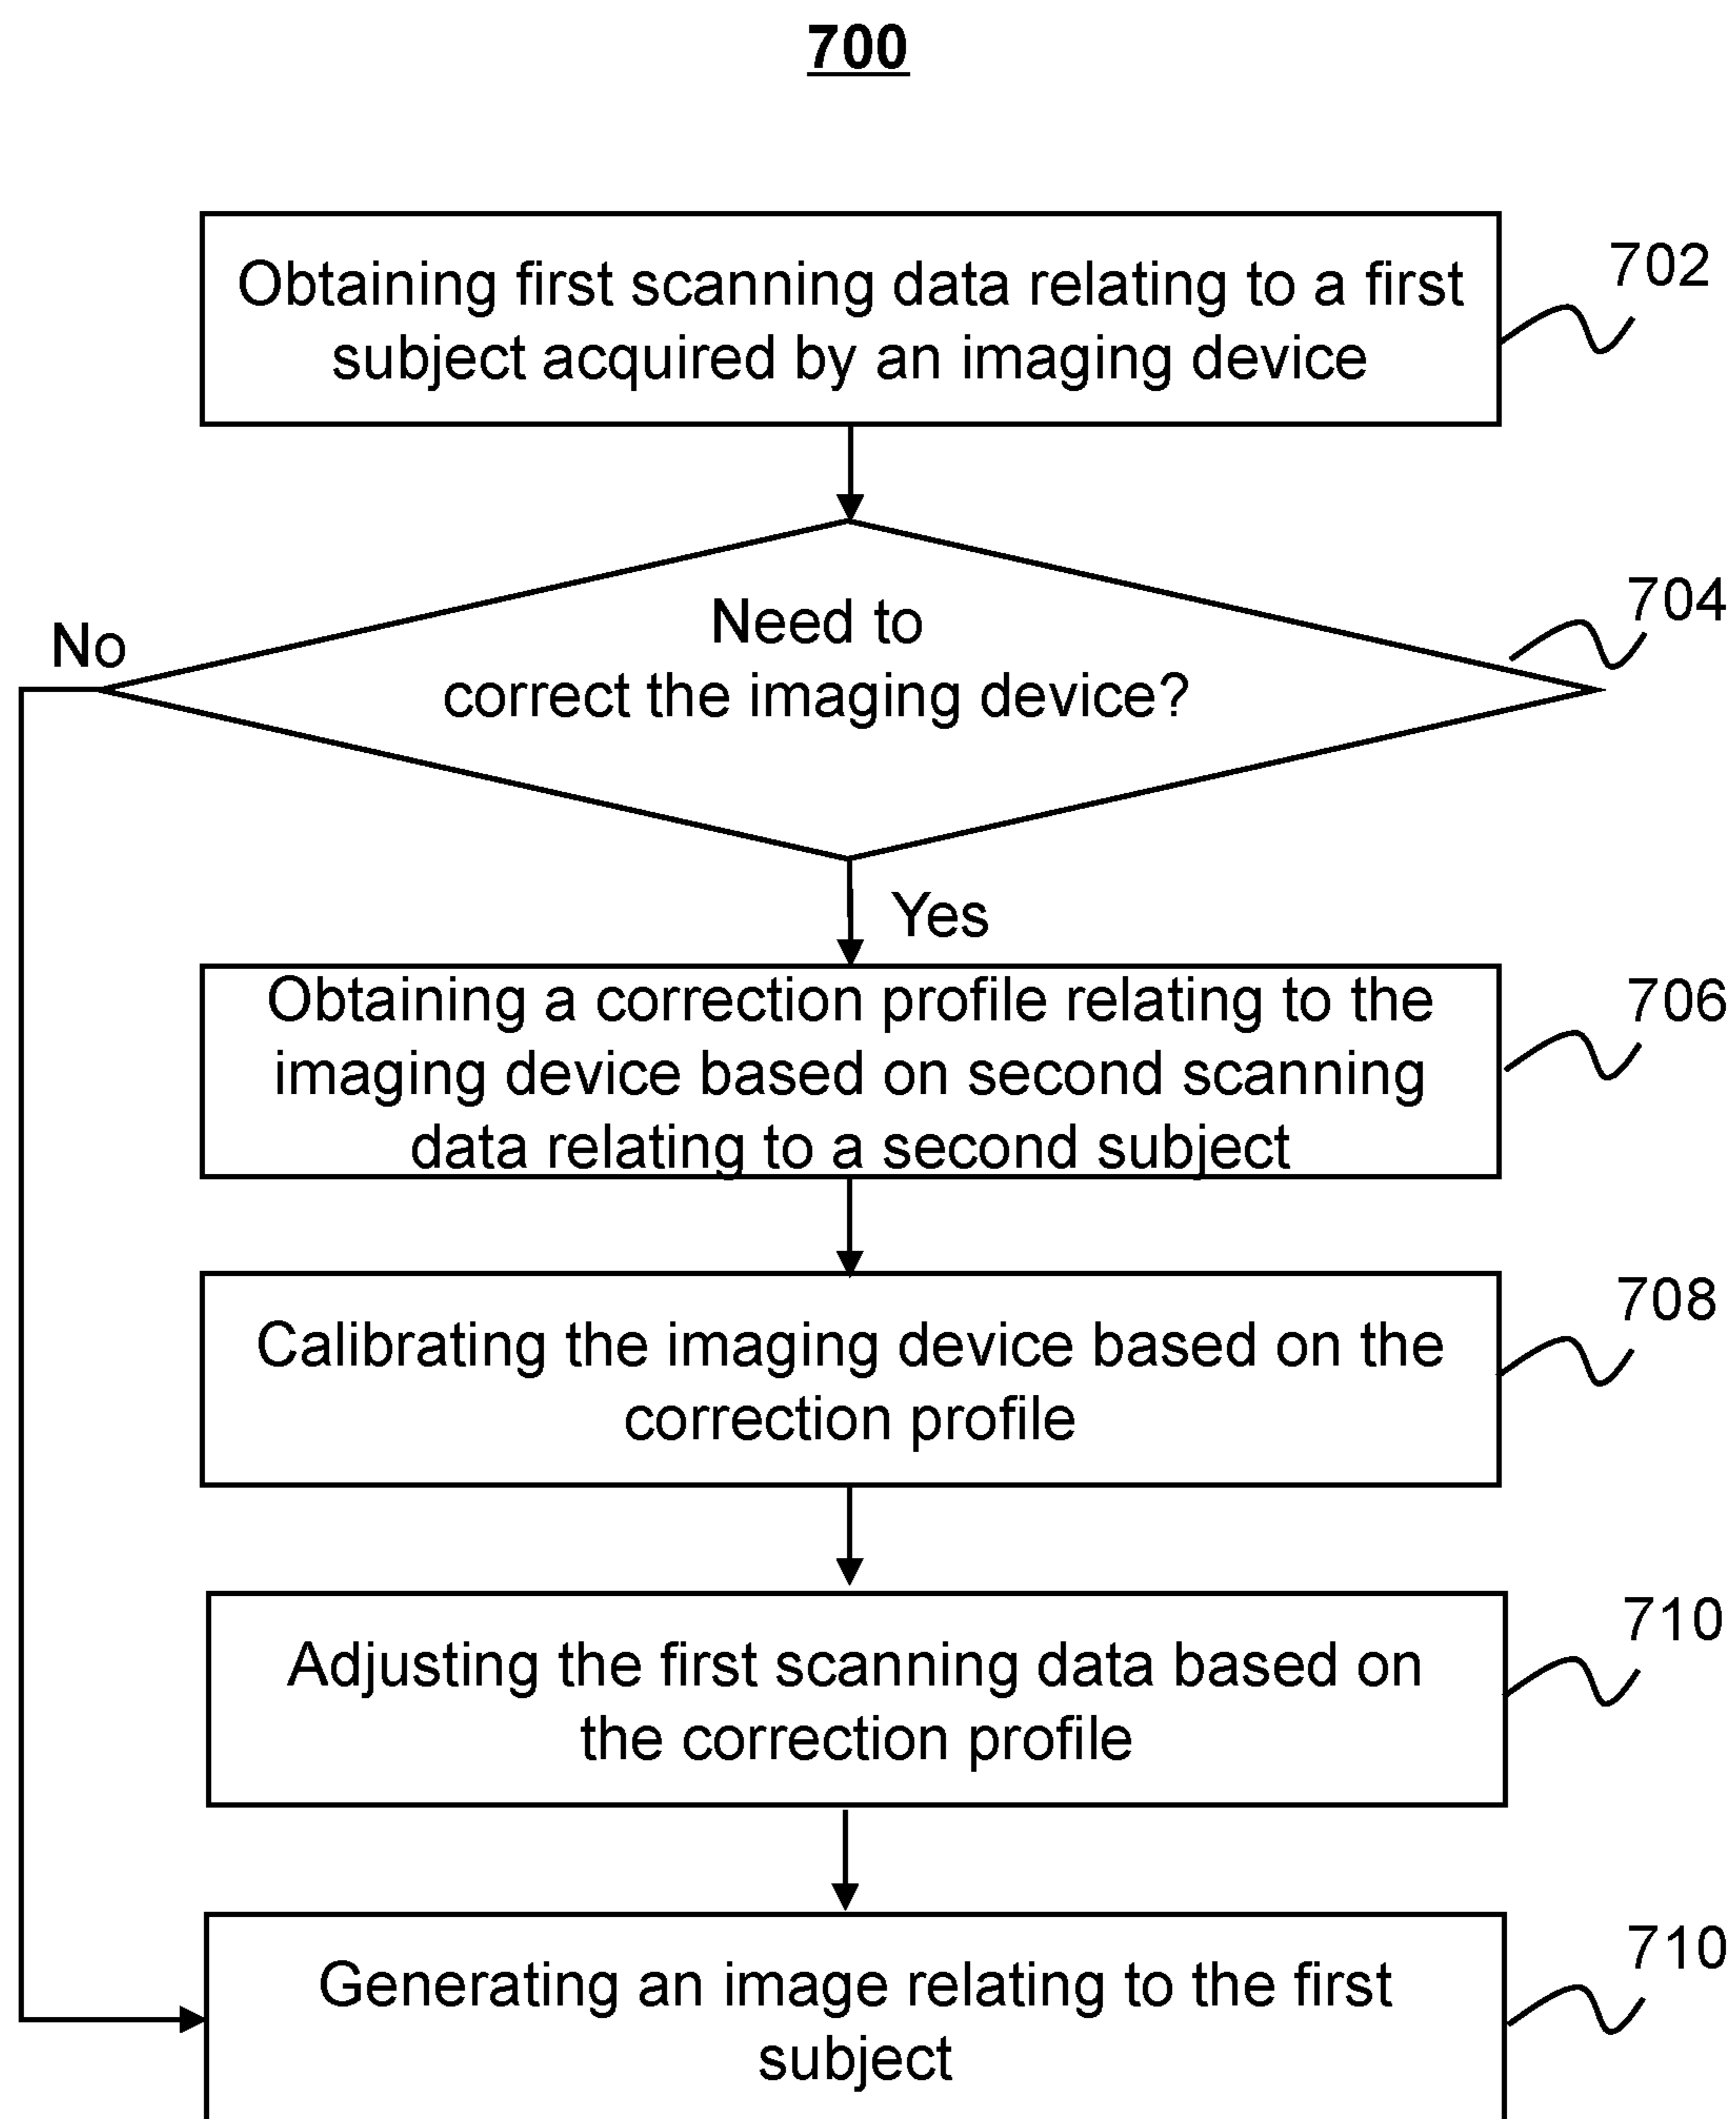 700
Obtaining first scanning data relating to a first
subject acquired by an imaging device
702
Need to
correct the imaging device?
704
No
Yes
Obtaining a correction profile relating to the
imaging device based on second scanning
data relating to a second subject
706
Calibrating the imaging device based on the
correction profile
708
Adjusting the first scanning data based on
the correction profile
710
Generating an image relating to the first
subject
710